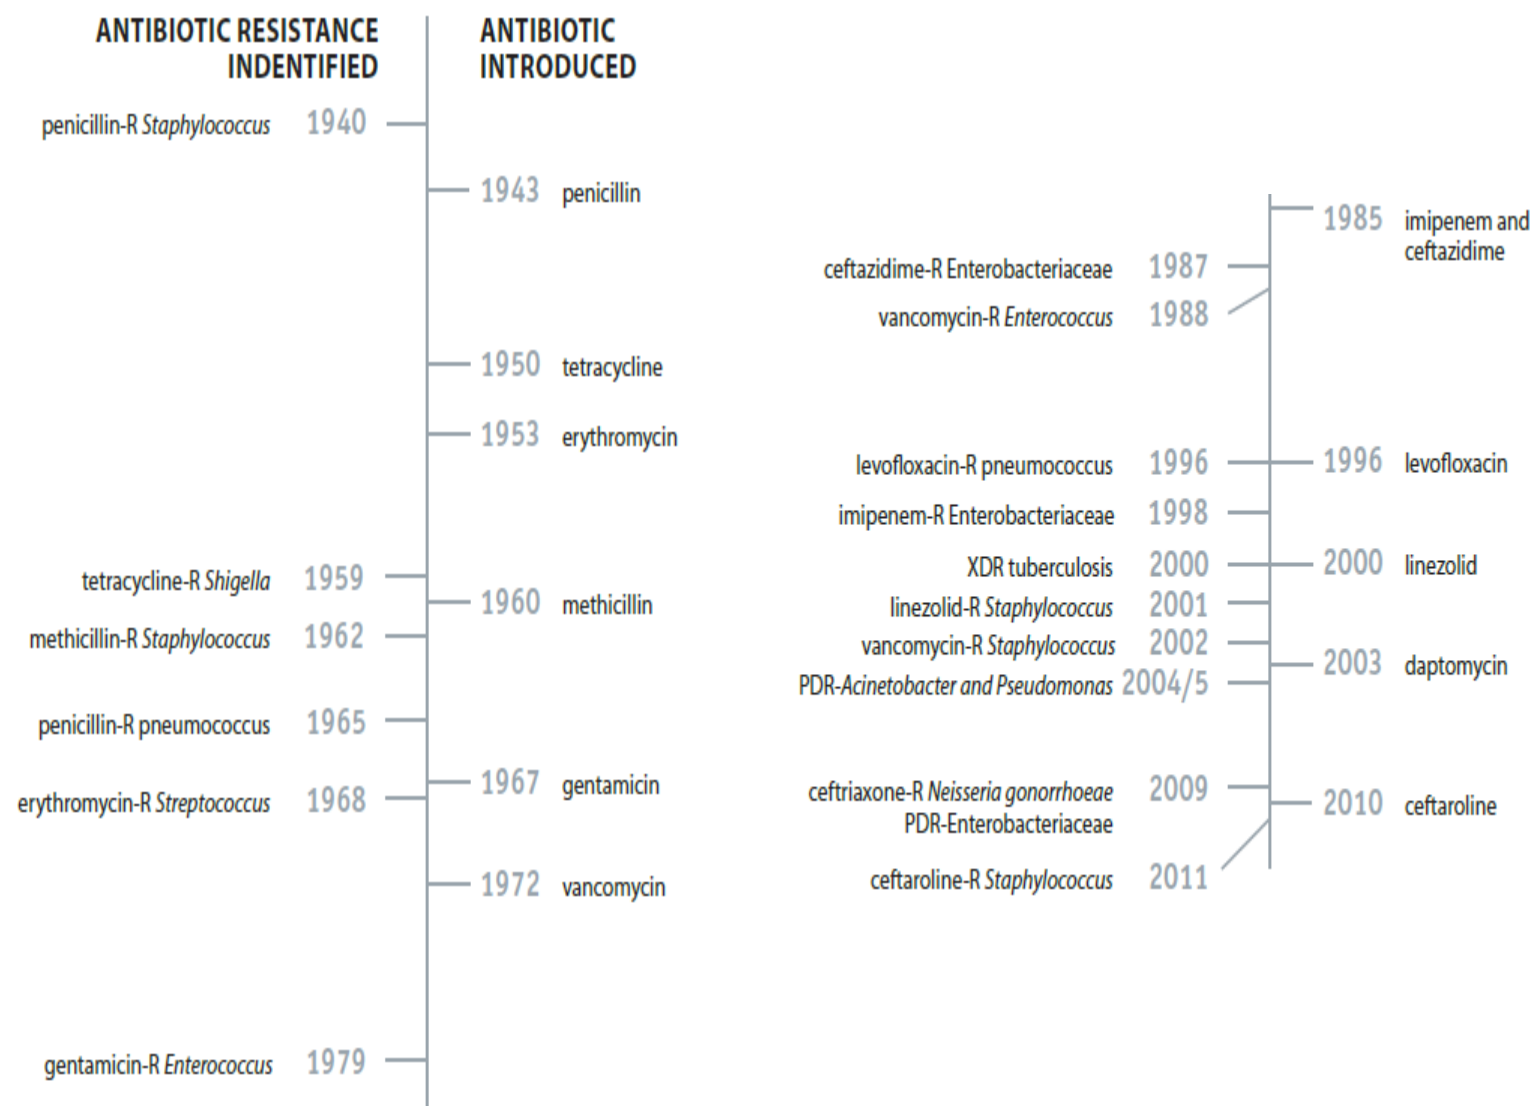 ANTIBIOTIC RESISTANCE
INDENTIFIED
ANTIBIOTIC
INTRODUCED
penicillin-R Staphylococcus 1940
1943 penicillin
1950 tetracycline
1953 erythromycin
tetracycline-R Shigella 1959
1960 methicillin
methicillin-R Staphylococcus 1962
penicillin-R pneumococcus 1965
1967 gentamicin
erythromycin-R Streptococcus 1968
1972 vancomycin
gentamicin-R Enterococcus 1979
1985 imipenem and
ceftazidime
ceftazidime-R Enterobacteriaceae 1987
vancomycin-R Enterococcus 1988
levofloxacin-R pneumococcus 1996
1996 levofloxacin
imipenem-R Enterobacteriaceae 1998
XDR tuberculosis 2000
2000 linezolid
linezolid-R Staphylococcus 2001
vancomycin-R Staphylococcus 2002
2003 daptomycin
PDR-Acinetobacter and Pseudomonas 2004/5
ceftriaxone-R Neisseria gonorrhoeae 2009
PDR-Enterobacteriaceae
2010 ceftaroline
ceftaroline-R Staphylococcus 2011